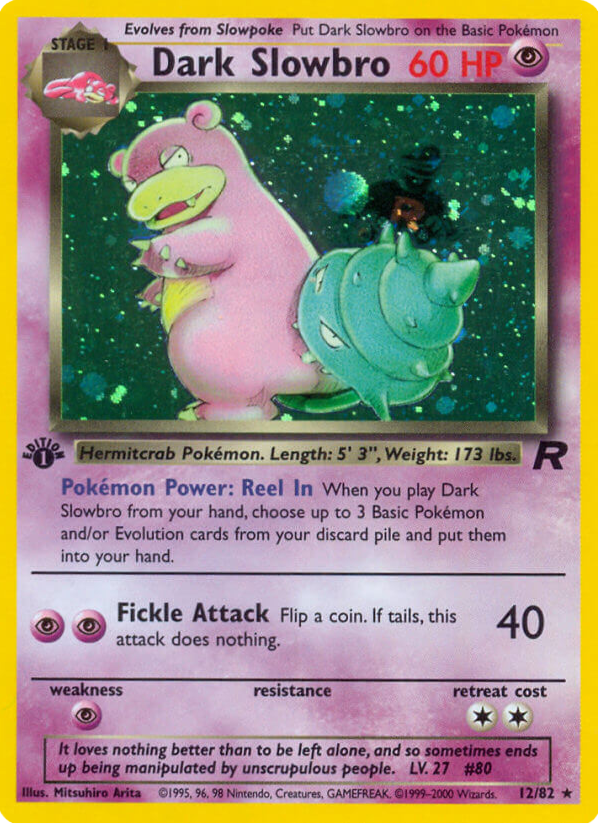 Evolves from Slowpoke Put Dark Slowbro on the Basic Pokémon
STAGE 1
Dark Slowbro 60 HP
EDITION
1
Hermitcrab Pokémon. Length: 5' 3", Weight: 173 lbs.
R
Pokémon Power: Reel In When you play Dark
Slowbro from your hand, choose up to 3 Basic Pokémon
and/or Evolution cards from your discard pile and put them
into your hand.
Fickle Attack Flip a coin. If tails, this
attack does nothing.
40
weakness
resistance
retreat cost
It loves nothing better than to be left alone, and so sometimes ends
up being manipulated by unscrupulous people. LV. 27 #80
Illus. Mitsuhiro Arita ©1995, 96, 98 Nintendo, Creatures, GAMEFREAK. ©1999-2000 Wizards. 12/82 ★